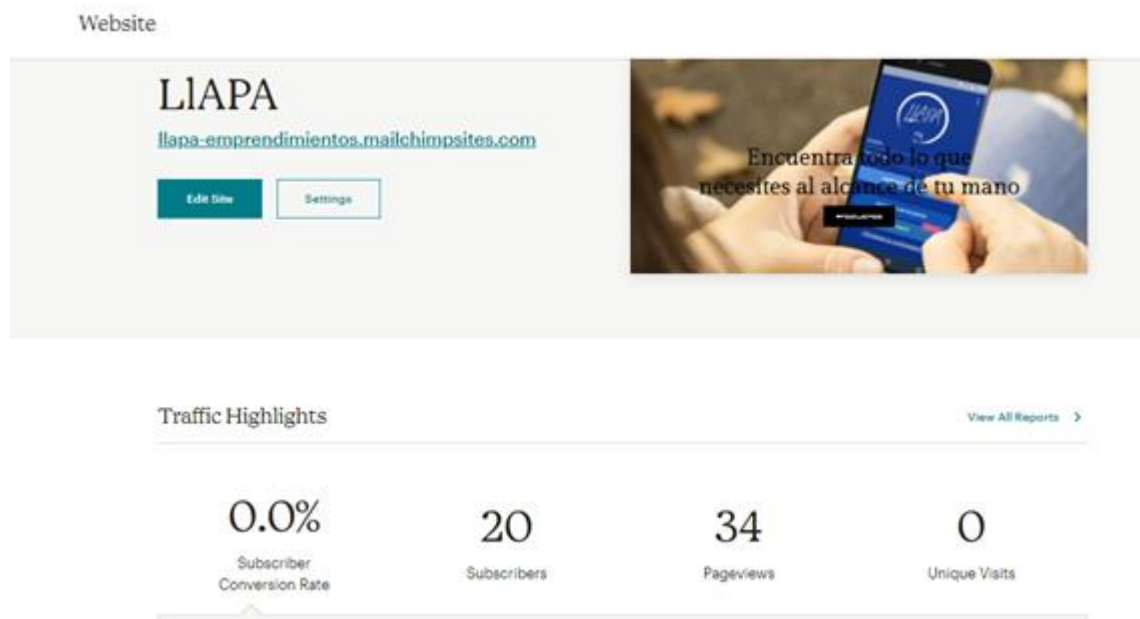 Website
LlAPA
llapa-emprendimientos.mailchimpsites.com
Edit Site
Settings
LlAPA
Encuentra todo lo que
necesites al alcance de tu mano
Traffic Highlights
View All Reports
0.0%
20
34
0
Subscriber
Conversion Rate
Subscribers
Pageviews
Unique Visits